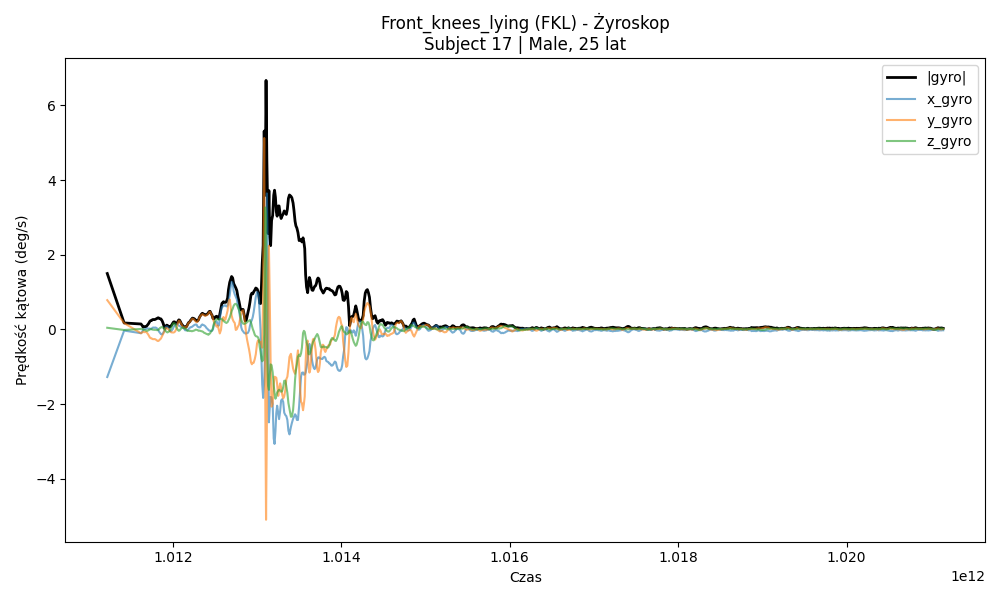 Front_knees_lying (FKL) - Żyroskop
Subject 17 | Male, 25 lat
|gyro|
x_gyro
y_gyro
z_gyro
Prędkość kątowa (deg/s)
6
4
2
0
−2
−4
1.012 1.014 1.016 1.018 1.020
1e12
Czas